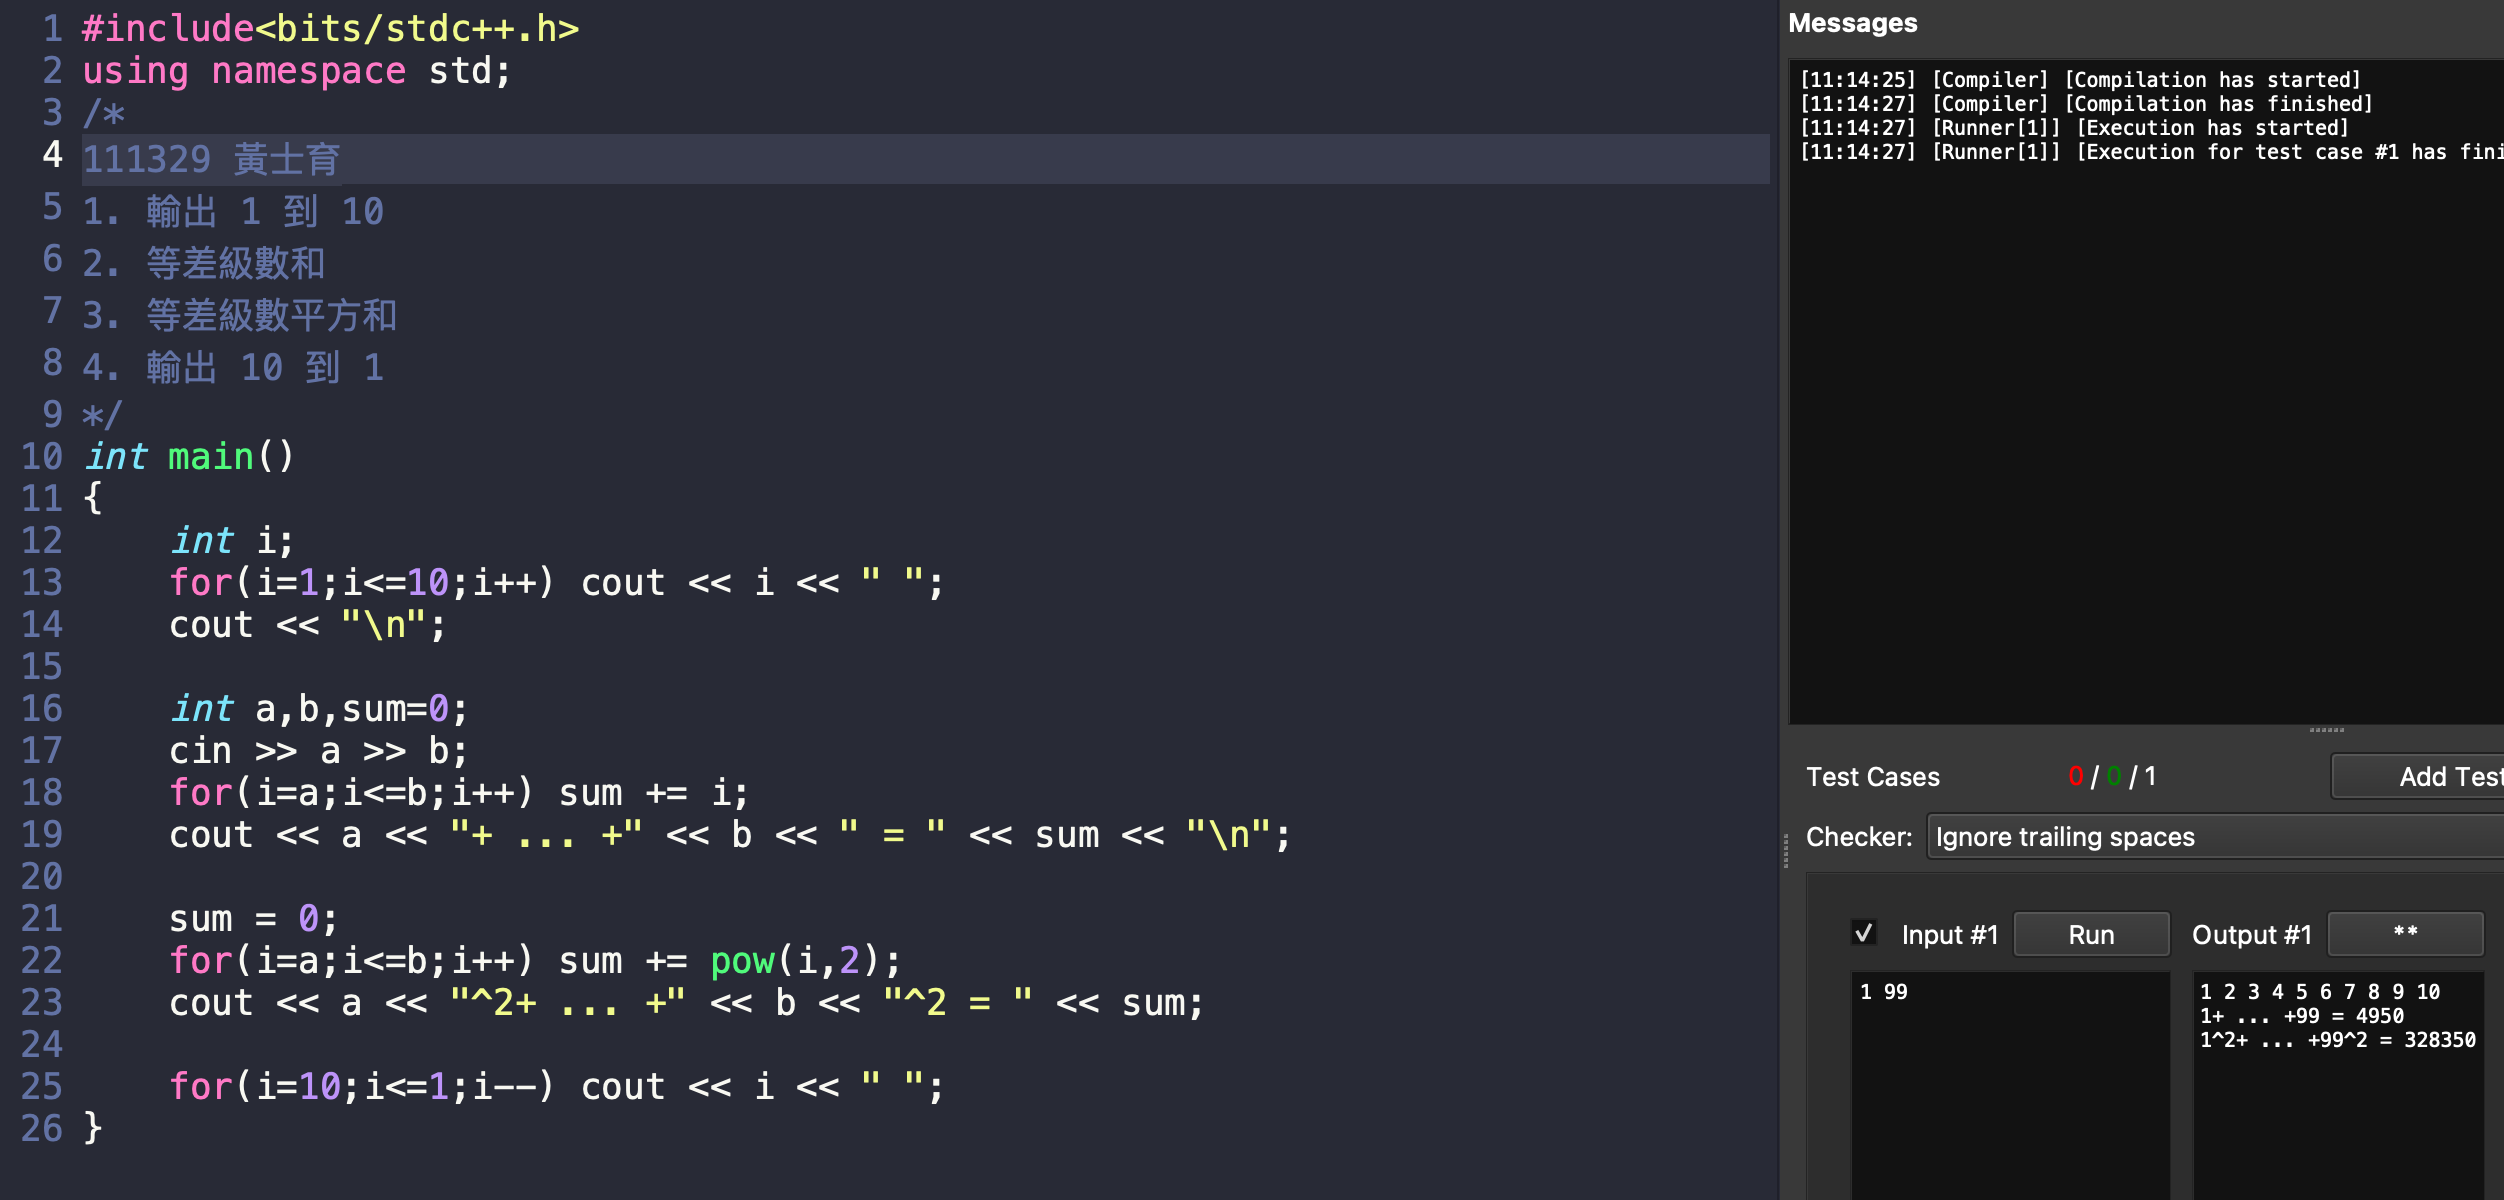 1 #include<bits/stdc++.h>
2 using namespace std;
3 /*
4 111329 黃士育
5 1. 輸出 1 到 10
6 2. 等差級數和
7 3. 等差級數平方和
8 4. 輸出 10 到 1
9 */
10 int main()
11 {
12     int i;
13     for(i=1;i<=10;i++) cout << i << " ";
14     cout << "\n";
15
16     int a,b,sum=0;
17     cin >> a >> b;
18     for(i=a;i<=b;i++) sum += i;
19     cout << a << "+ ... +" << b << " = " << sum << "\n";
20
21     sum = 0;
22     for(i=a;i<=b;i++) sum += pow(i,2);
23     cout << a << "^2+ ... +" << b << "^2 = " << sum;
24
25     for(i=10;i<=1;i--) cout << i << " ";
26 }
Messages
[11:14:25] [Compiler] [Compilation has started]
[11:14:27] [Compiler] [Compilation has finished]
[11:14:27] [Runner[1]] [Execution has started]
[11:14:27] [Runner[1]] [Execution for test case #1 has fini
Test Cases 0 / 0 / 1 Add Test
Checker: Ignore trailing spaces
Input #1 Run Output #1 **
1 99
1 2 3 4 5 6 7 8 9 10
1+ ... +99 = 4950
1^2+ ... +99^2 = 328350